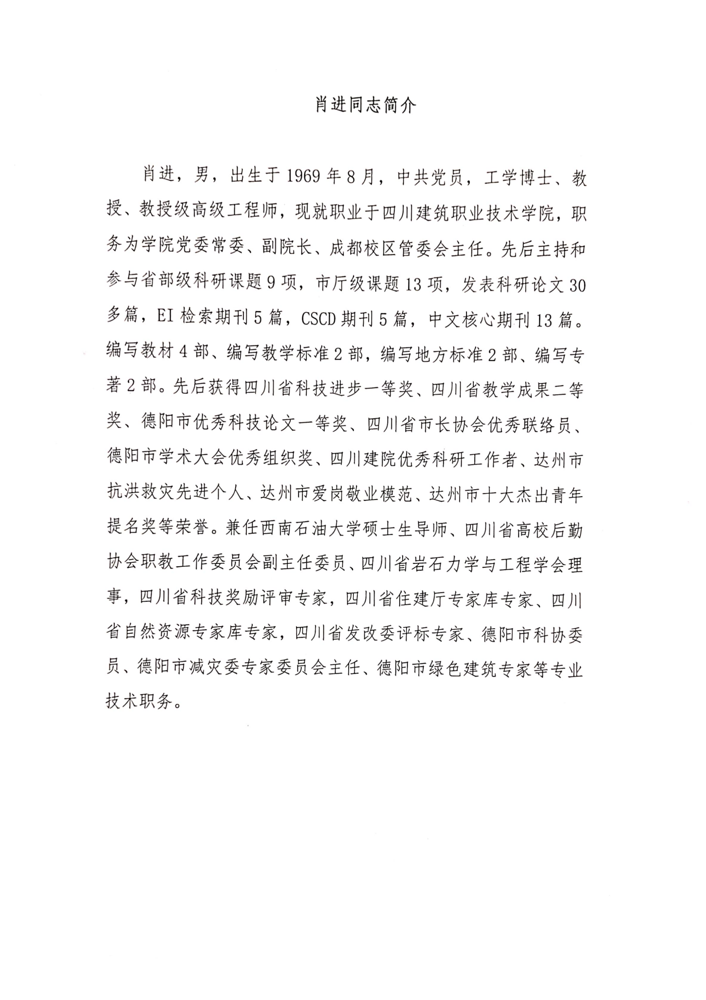 肖进同志简介
肖进，男，出生于 1969 年 8 月，中共党员，工学博士、教
授、教授级高级工程师，现就职业于四川建筑职业技术学院，职
务为学院党委常委、副院长、成都校区管委会主任。先后主持和
参与省部级科研课题 9 项，市厅级课题 13 项，发表科研论文 30
多篇，EI 检索期刊 5 篇，CSCD 期刊 5 篇，中文核心期刊 13 篇。
编写教材 4 部、编写教学标准 2 部，编写地方标准 2 部、编写专
著 2 部。先后获得四川省科技进步一等奖、四川省教学成果二等
奖、德阳市优秀科技论文一等奖、四川省市长协会优秀联络员、
德阳市学术大会优秀组织奖、四川建院优秀科研工作者、达州市
抗洪救灾先进个人、达州市爱岗敬业模范、达州市十大杰出青年
提名奖等荣誉。兼任西南石油大学硕士生导师、四川省高校后勤
协会职教工作委员会副主任委员、四川省岩石力学与工程学会理
事，四川省科技奖励评审专家，四川省住建厅专家库专家、四川
省自然资源专家库专家，四川省发改委评标专家、德阳市科协委
员、德阳市减灾委专家委员会主任、德阳市绿色建筑专家等专业
技术职务。